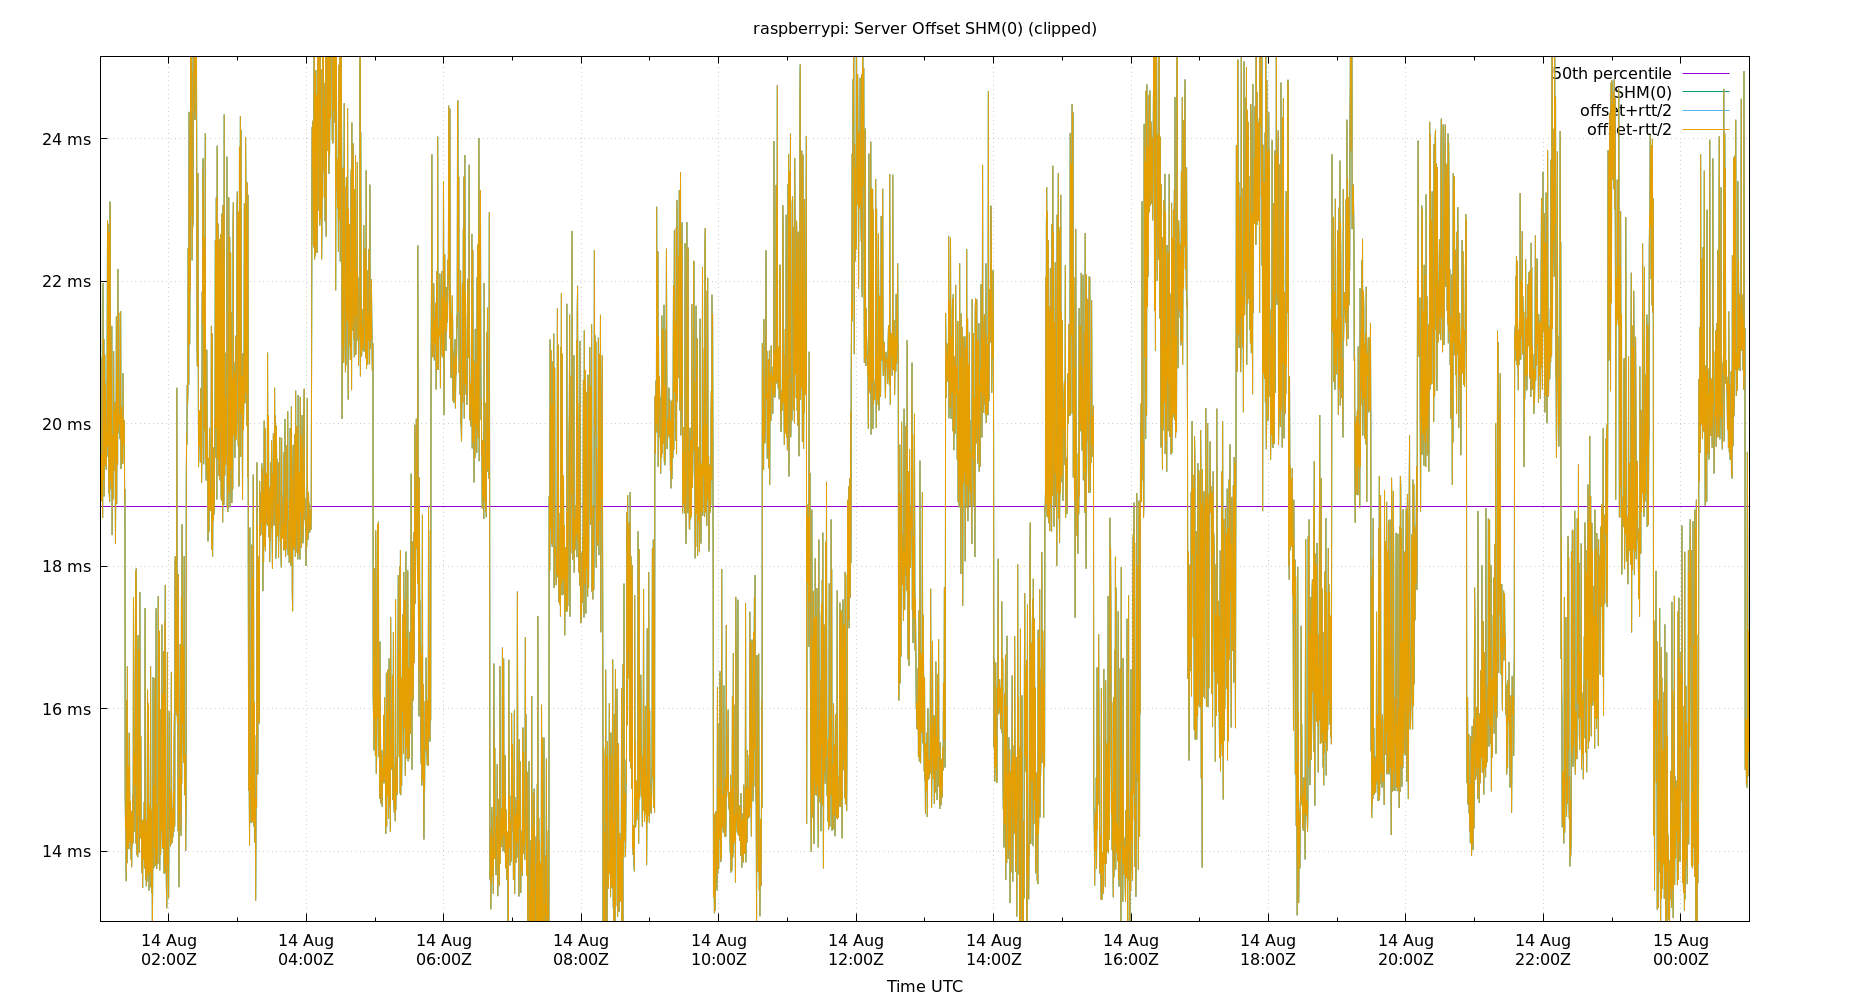 raspberrypi: Server Offset SHM(0) (clipped)
50th percentile
SHM(0)
offset+rtt/2
offset-rtt/2
24 ms
22 ms
20 ms
18 ms
16 ms
14 ms
14 Aug 14 Aug 14 Aug 14 Aug 14 Aug 14 Aug 14 Aug 14 Aug 14 Aug 14 Aug 14 Aug 15 Aug
02:00Z 04:00Z 06:00Z 08:00Z 10:00Z 12:00Z 14:00Z 16:00Z 18:00Z 20:00Z 22:00Z 00:00Z
Time UTC